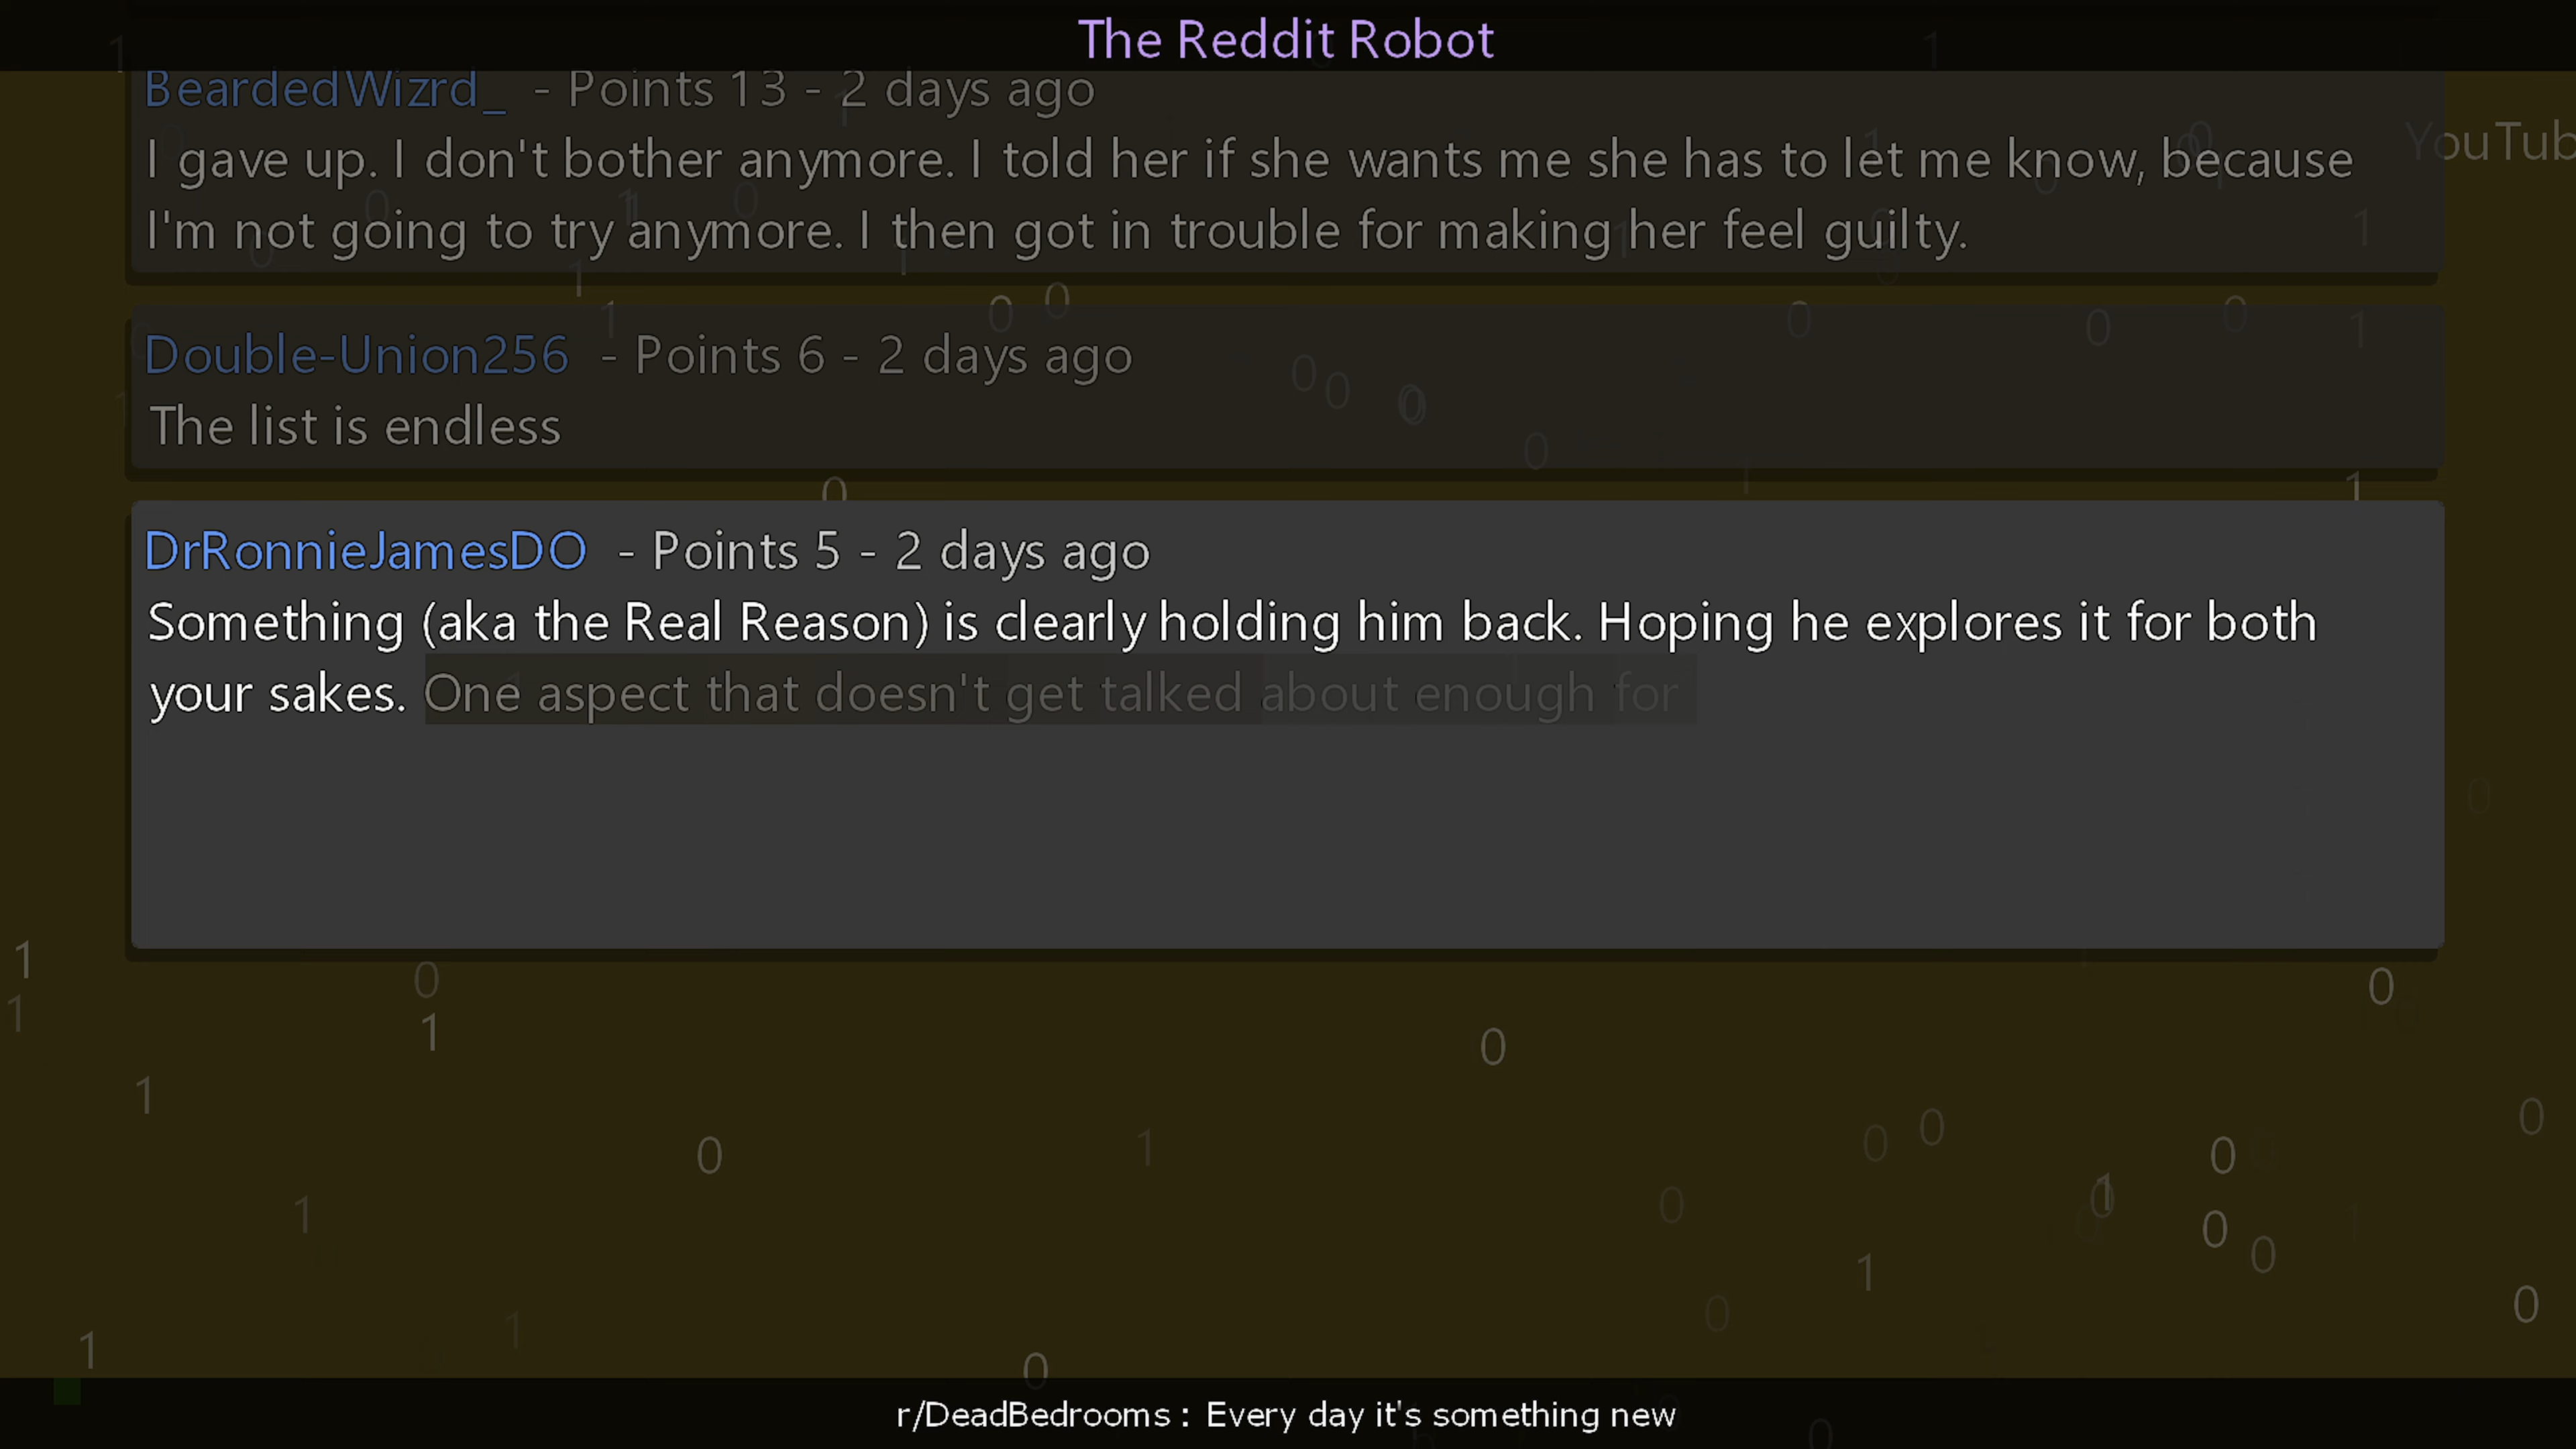 The Reddit Robot
BeardedWizrd_ - Points 13 - 2 days ago
I gave up. I don't bother anymore. I told her if she wants me she has to let me know, because
I'm not going to try anymore. I then got in trouble for making her feel guilty.
YouTub
Double-Union256 - Points 6 - 2 days ago
The list is endless
DrRonnieJamesDO - Points 5 - 2 days ago
Something (aka the Real Reason) is clearly holding him back. Hoping he explores it for both
your sakes. One aspect that doesn't get talked about enough for
r/DeadBedrooms : Every day it's something new